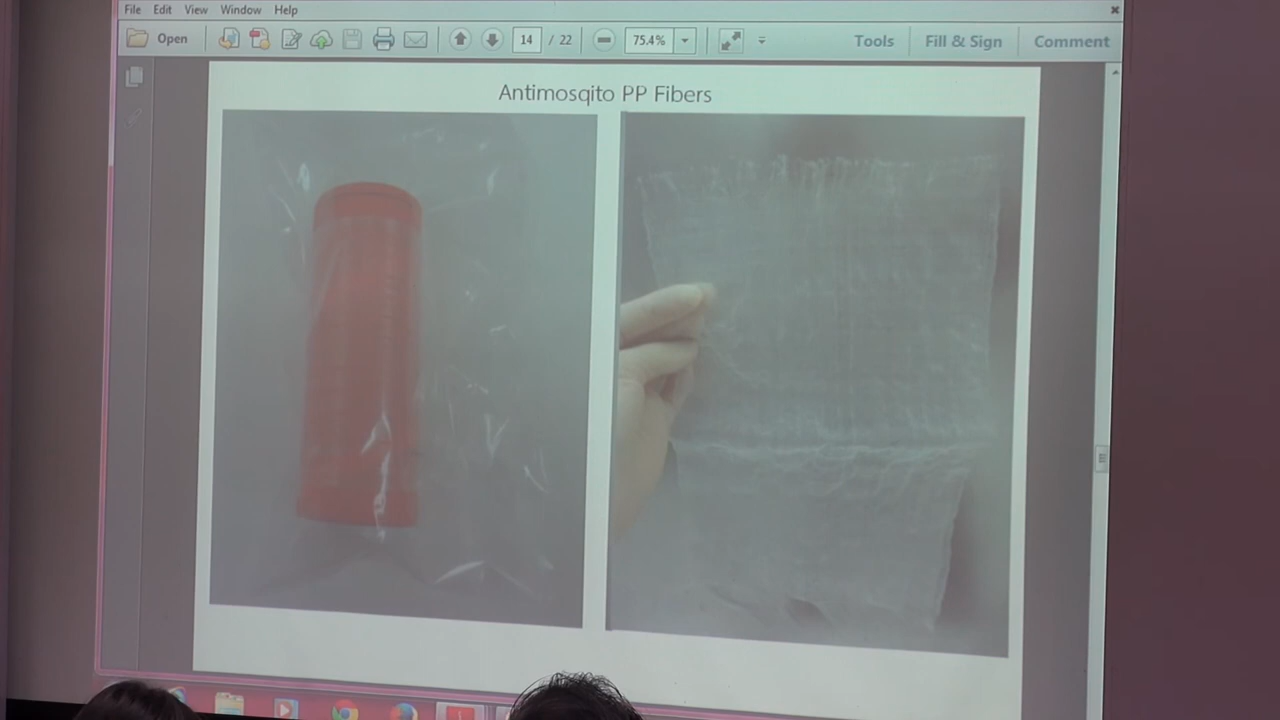 File Edit View Window Help
Open 14 / 22 75.4% Tools Fill & Sign Comment
Antimosqito PP Fibers